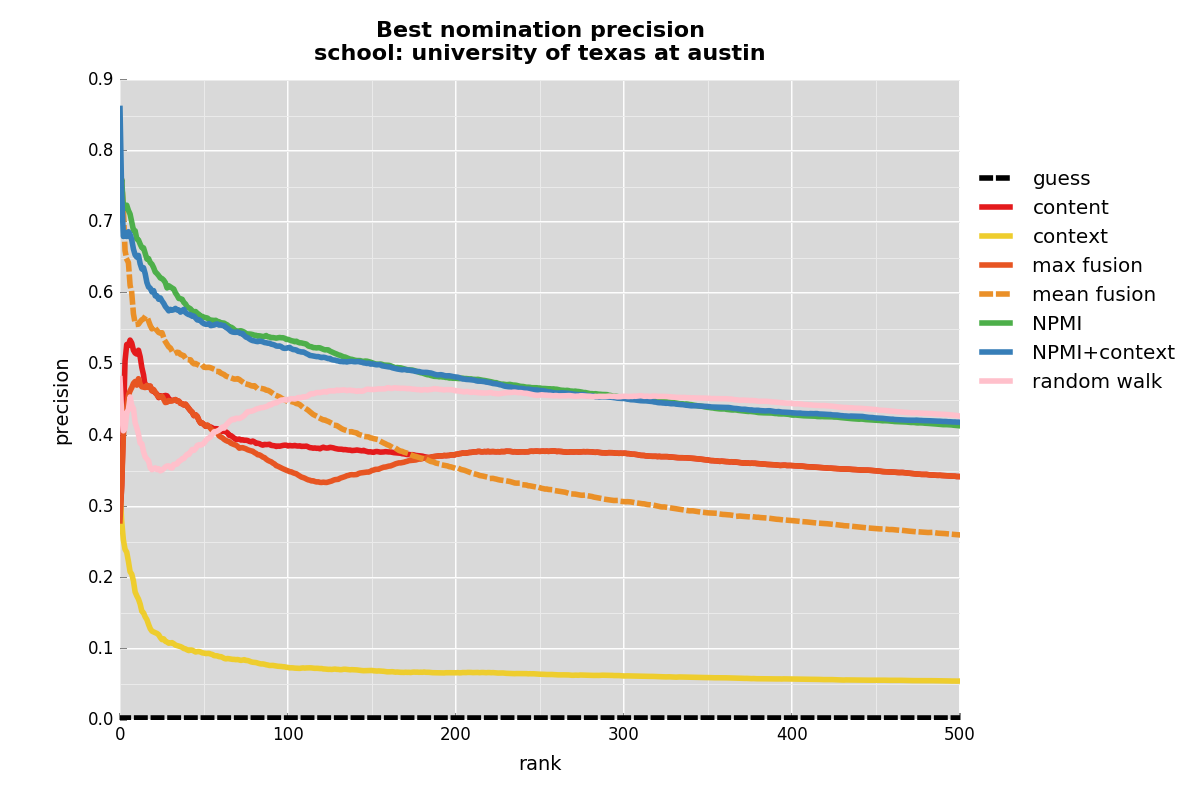 Best nomination precision
school: university of texas at austin
0.9
0.8
0.7
0.6
0.5
0.4
0.3
0.2
0.1
0.0
precision
0 100 200 300 400 500
rank
guess
content
context
max fusion
mean fusion
NPMI
NPMI+context
random walk